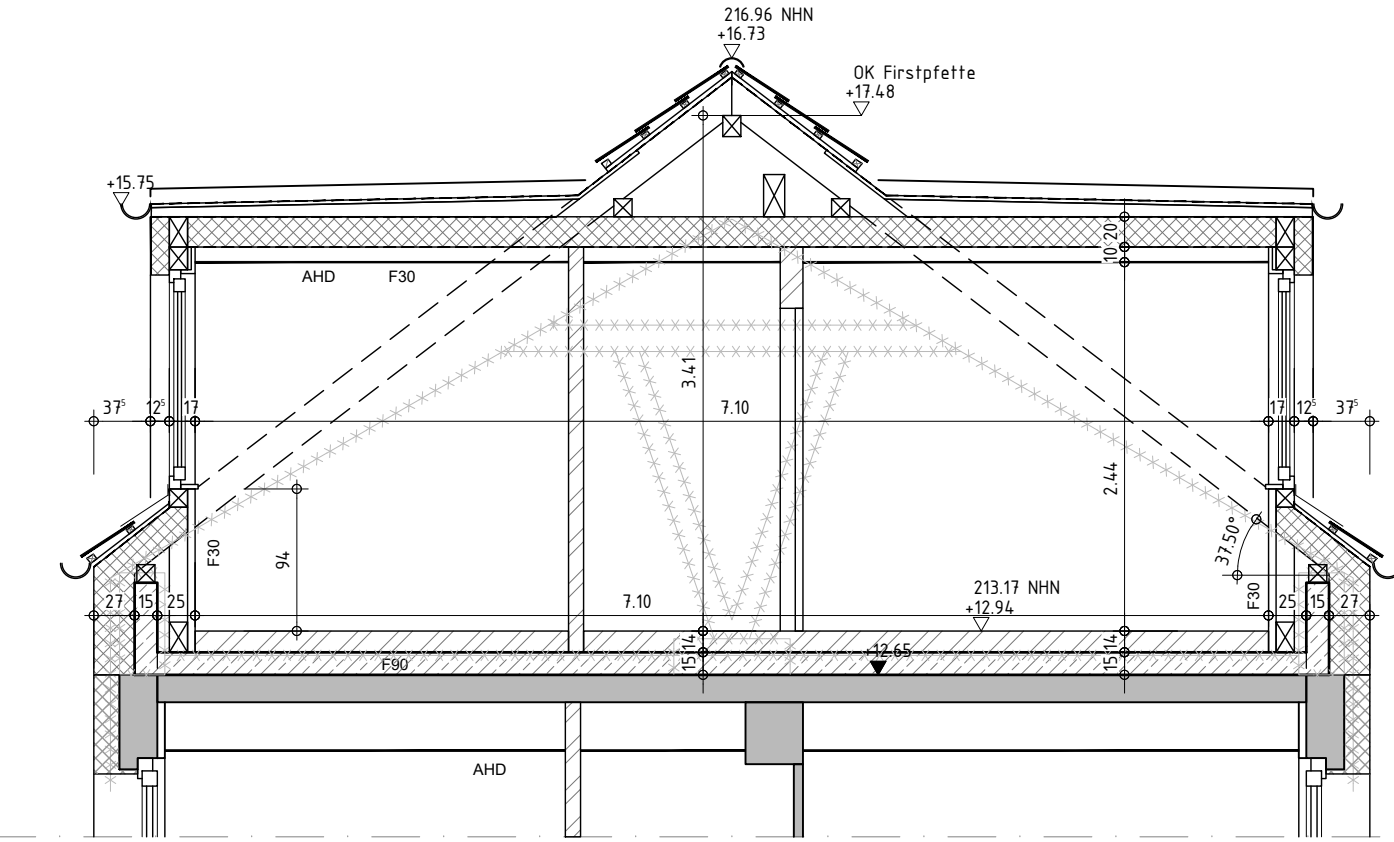 216.96 NHN
+16.73
OK Firstpfette
+17.48
+15.75
10 20
AHD F30
3.41
37⁵ 12⁵ 17 7.10 17 12⁵ 37⁵
2.44
37.50°
F30
94
213.17 NHN
+12.94
F30
27 15 25 7.10 25 15 27
15 14
15 14
F90
+12.65
AHD